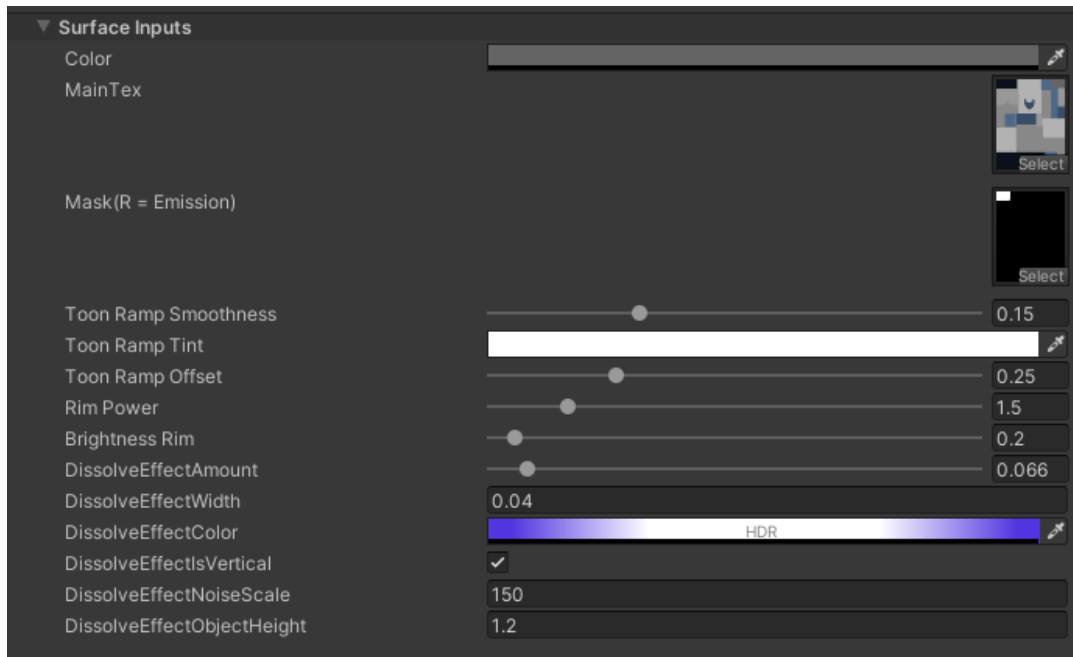 Surface Inputs
Color
MainTex
Select
Mask(R = Emission)
Select
Toon Ramp Smoothness 0.15
Toon Ramp Tint
Toon Ramp Offset 0.25
Rim Power 1.5
Brightness Rim 0.2
DissolveEffectAmount 0.066
DissolveEffectWidth 0.04
DissolveEffectColor HDR
DissolveEffectIsVertical
DissolveEffectNoiseScale 150
DissolveEffectObjectHeight 1.2